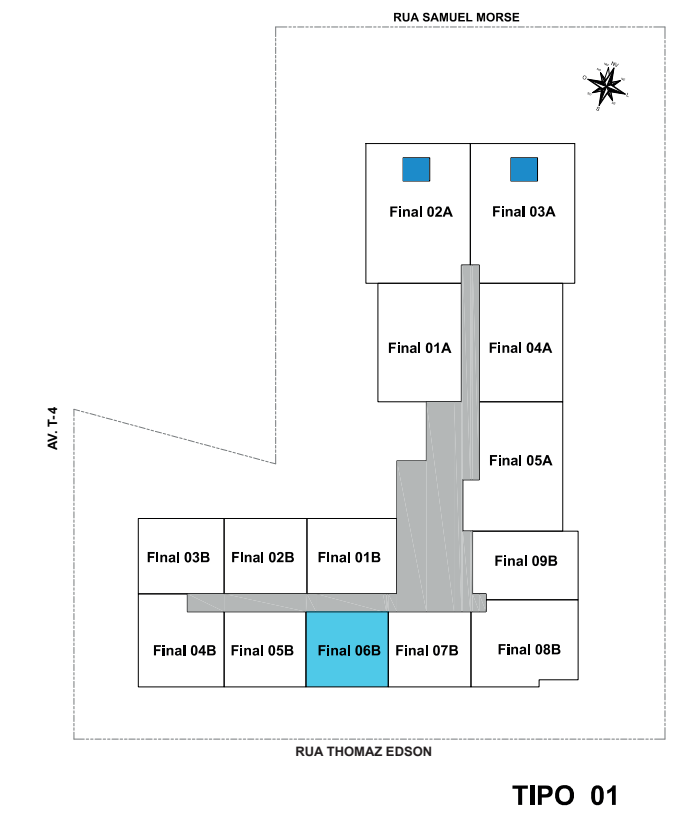 RUA SAMUEL MORSE
Final 02A
Final 03A
Final 01A
Final 04A
AV. T-4
Final 05A
FInal 03B
FInal 02B
FInal 01B
Final 09B
Final 04B
Final 05B
Final 06B
Final 07B
Final 08B
RUA THOMAZ EDSON
TIPO 01